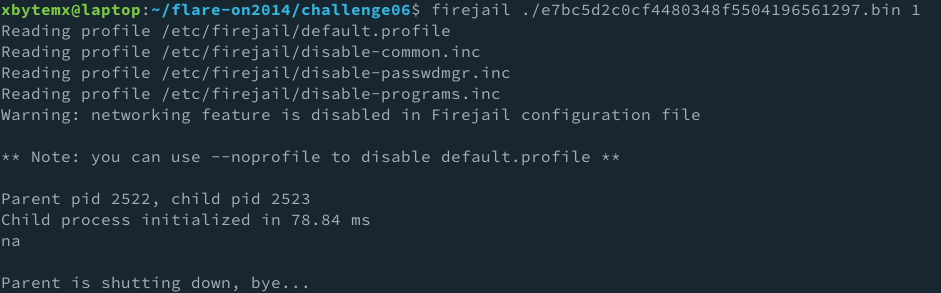 xbytemx@laptop:~/flare-on2014/challenge06$ firejail ./e7bc5d2c0cf4480348f5504196561297.bin 1
Reading profile /etc/firejail/default.profile
Reading profile /etc/firejail/disable-common.inc
Reading profile /etc/firejail/disable-passwdmgr.inc
Reading profile /etc/firejail/disable-programs.inc
Warning: networking feature is disabled in Firejail configuration file
** Note: you can use --noprofile to disable default.profile **
Parent pid 2522, child pid 2523
Child process initialized in 78.84 ms
na
Parent is shutting down, bye...